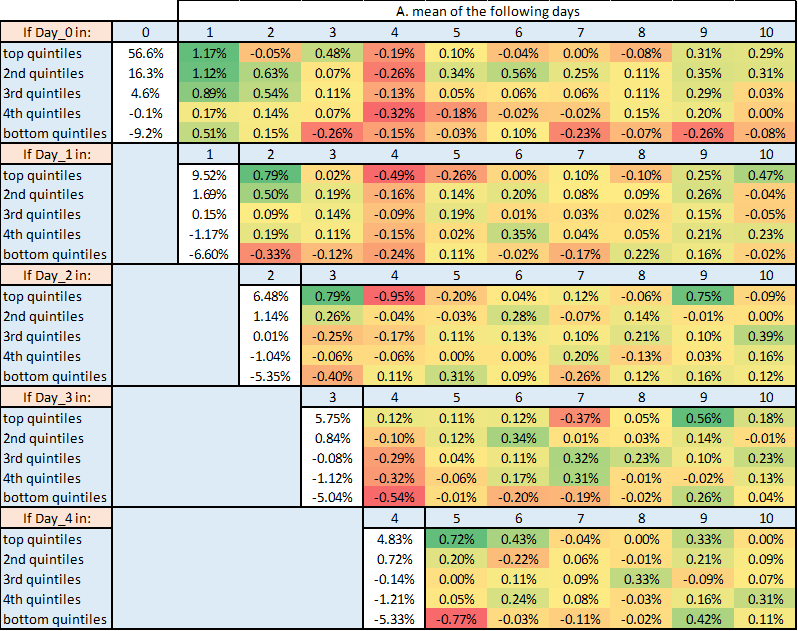 A. mean of the following days
If Day_0 in: 0 1 2 3 4 5 6 7 8 9 10
top quintiles 56.6% 1.17% -0.05% 0.48% -0.19% 0.10% -0.04% 0.00% -0.08% 0.31% 0.29%
2nd quintiles 16.3% 1.12% 0.63% 0.07% -0.26% 0.34% 0.56% 0.25% 0.11% 0.35% 0.31%
3rd quintiles 4.6% 0.89% 0.54% 0.11% -0.13% 0.05% 0.06% 0.06% 0.11% 0.29% 0.03%
4th quintiles -0.1% 0.17% 0.14% 0.07% -0.32% -0.18% -0.02% -0.02% 0.15% 0.20% 0.00%
bottom quintiles -9.2% 0.51% 0.15% -0.26% -0.15% -0.03% 0.10% -0.23% -0.07% -0.26% -0.08%
If Day_1 in: 1 2 3 4 5 6 7 8 9 10
top quintiles 9.52% 0.79% 0.02% -0.49% -0.26% 0.00% 0.10% -0.10% 0.25% 0.47%
2nd quintiles 1.69% 0.50% 0.19% -0.16% 0.14% 0.20% 0.08% 0.09% 0.26% -0.04%
3rd quintiles 0.15% 0.09% 0.14% -0.09% 0.19% 0.01% 0.03% 0.02% 0.15% -0.05%
4th quintiles -1.17% 0.19% 0.11% -0.15% 0.02% 0.35% 0.04% 0.05% 0.21% 0.23%
bottom quintiles -6.60% -0.33% -0.12% -0.24% 0.11% -0.02% -0.17% 0.22% 0.16% -0.02%
If Day_2 in: 2 3 4 5 6 7 8 9 10
top quintiles 6.48% 0.79% -0.95% -0.20% 0.04% 0.12% -0.06% 0.75% -0.09%
2nd quintiles 1.14% 0.26% -0.04% -0.03% 0.28% -0.07% 0.14% -0.01% 0.00%
3rd quintiles 0.01% -0.25% -0.17% 0.11% 0.13% 0.10% 0.21% 0.10% 0.39%
4th quintiles -1.04% -0.06% -0.06% 0.00% 0.00% 0.20% -0.13% 0.03% 0.16%
bottom quintiles -5.35% -0.40% 0.11% 0.31% 0.09% -0.26% 0.12% 0.16% 0.12%
If Day_3 in: 3 4 5 6 7 8 9 10
top quintiles 5.75% 0.12% 0.11% 0.12% -0.37% 0.05% 0.56% 0.18%
2nd quintiles 0.84% -0.10% 0.12% 0.34% 0.01% 0.03% 0.14% -0.01%
3rd quintiles -0.08% -0.29% 0.04% 0.11% 0.32% 0.23% 0.10% 0.23%
4th quintiles -1.12% -0.32% -0.06% 0.17% 0.31% -0.01% -0.02% 0.13%
bottom quintiles -5.04% -0.54% -0.01% -0.20% -0.19% -0.02% 0.26% 0.04%
If Day_4 in: 4 5 6 7 8 9 10
top quintiles 4.83% 0.72% 0.43% -0.04% 0.00% 0.33% 0.00%
2nd quintiles 0.72% 0.20% -0.22% 0.06% -0.01% 0.21% 0.09%
3rd quintiles -0.14% 0.00% 0.11% 0.09% 0.33% -0.09% 0.07%
4th quintiles -1.21% 0.05% 0.24% 0.08% -0.03% 0.16% 0.31%
bottom quintiles -5.33% -0.77% -0.03% -0.11% -0.02% 0.42% 0.11%